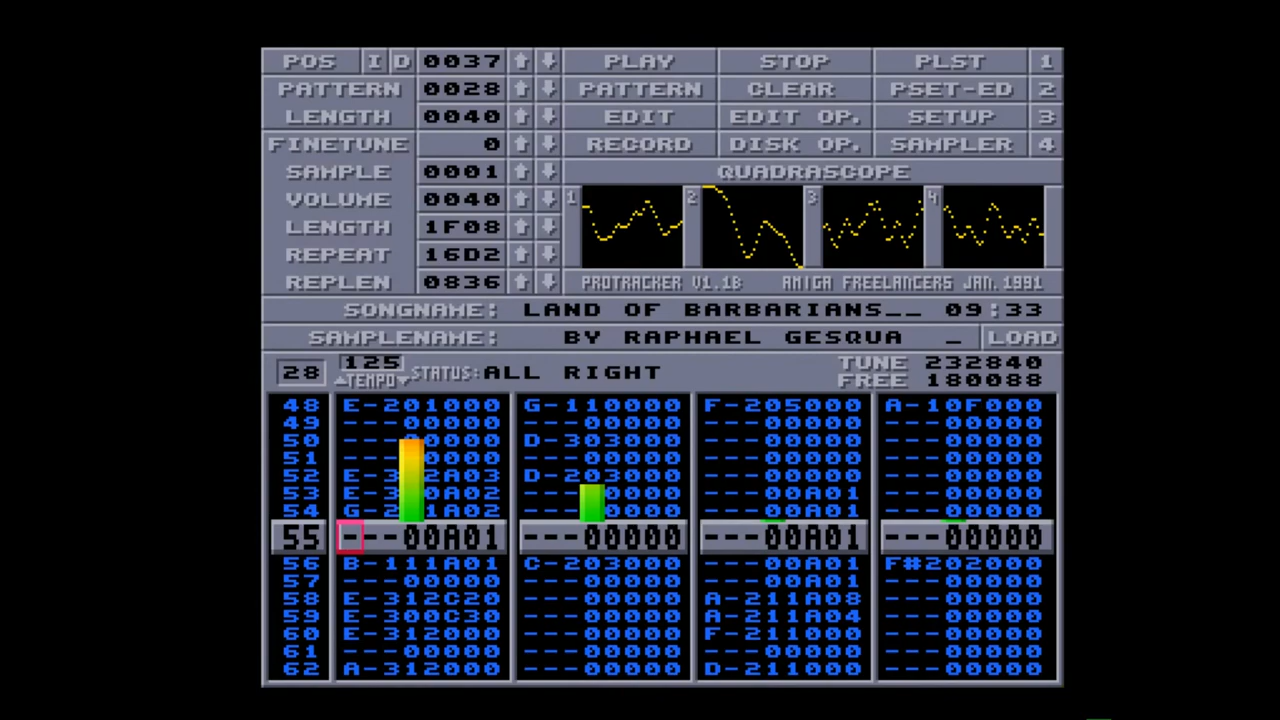 POS I D 0037 PLAY STOP PLST 1
PATTERN 0028 PATTERN CLEAR PSET-ED 2
LENGTH 0040 EDIT EDIT OP. SETUP 3
FINETUNE 0 RECORD DISK OP. SAMPLER 4
SAMPLE 0001 QUADRASCOPE
VOLUME 0040 1 2 3 4
LENGTH 1F08
REPEAT 16D2
REPLEN 0836 PROTRACKER V1.1B AMIGA FREELANCERS JAN.1991
SONGNAME: LAND OF BARBARIANS__ 09:33
SAMPLENAME: BY RAPHAEL GESQUA _ LOAD
28 125 TEMPO STATUS:ALL RIGHT TUNE 232840
FREE 180088
48 E-201000 G-110000 F-205000 A-10F000
49 ---00000 ---00000 ---00000 ---00000
50 --- 0000 D-303000 ---00000 ---00000
51 --- 0000 ---00000 ---00000 ---00000
52 E-3 2A03 D-203000 ---00000 ---00000
53 E-3 0A02 --- 0000 ---00A01 ---00000
54 G-2 1A02 --- 0000 ---00A01 ---00000
55 ---00A01 ---00000 ---00A01 ---00000
56 B-111A01 C-203000 ---00A01 F#202000
57 ---00000 ---00000 ---00A01 ---00000
58 E-312C20 ---00000 A-211A08 ---00000
59 E-300C30 ---00000 A-211A04 ---00000
60 E-312000 ---00000 F-211000 ---00000
61 ---00000 ---00000 ---00000 ---00000
62 A-312000 ---00000 D-211000 ---00000